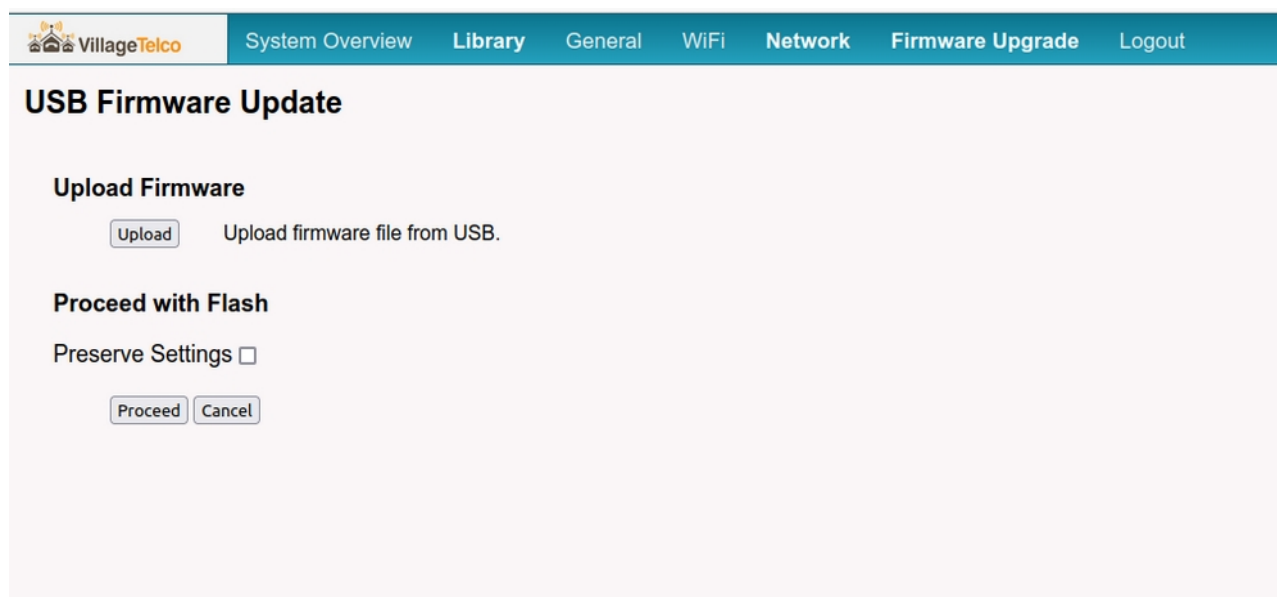 VillageTelco System Overview Library General WiFi Network Firmware Upgrade Logout
USB Firmware Update
Upload Firmware
Upload Upload firmware file from USB.
Proceed with Flash
Preserve Settings
Proceed Cancel